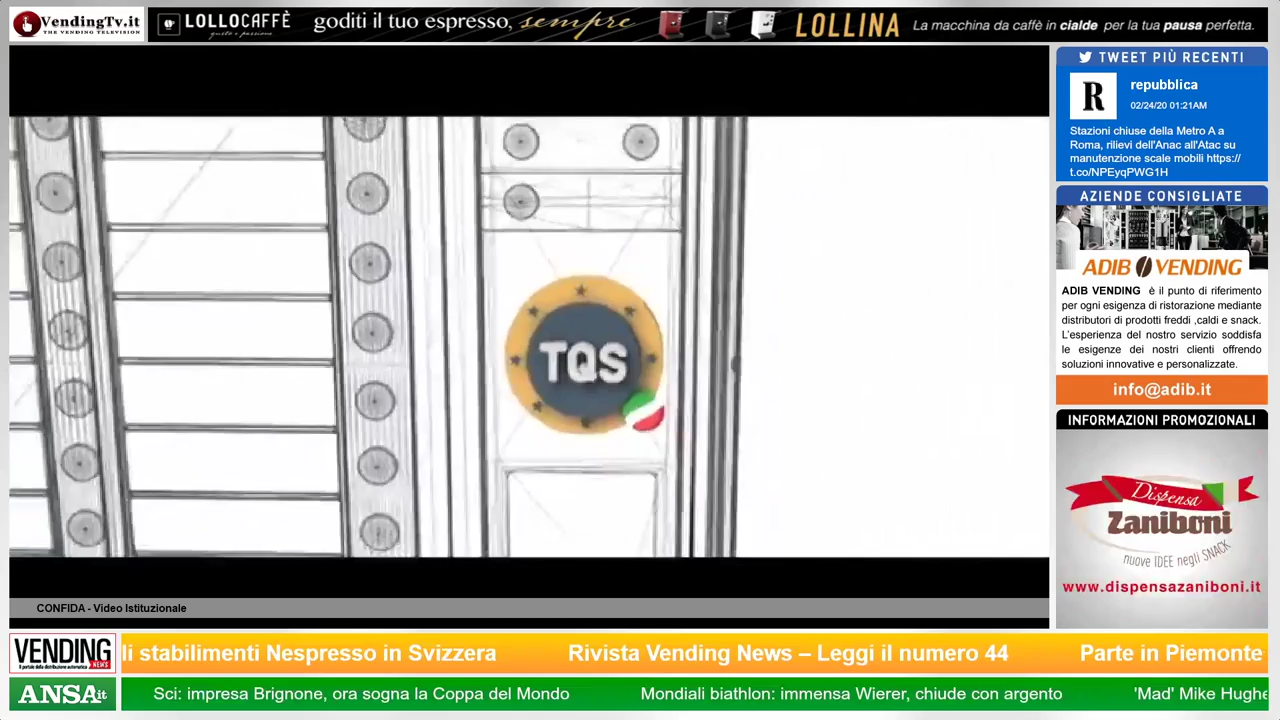 VendingTv.it
THE VENDING TELEVISION
LOLLOCAFFÈ
gusto e passione
goditi il tuo espresso, sempre
LOLLINA
La macchina da caffè in cialde per la tua pausa perfetta.
TWEET PIÙ RECENTI
R
repubblica
02/24/20 01:21AM
Stazioni chiuse della Metro A a
Roma, rilievi dell'Anac all'Atac su
manutenzione scale mobili https://
t.co/NPEyqPWG1H
AZIENDE CONSIGLIATE
ADIB VENDING
ADIB VENDING è il punto di riferimento
per ogni esigenza di ristorazione mediante
distributori di prodotti freddi ,caldi e snack.
L'esperienza del nostro servizio soddisfa
le esigenze dei nostri clienti offrendo
soluzioni innovative e personalizzate.
info@adib.it
INFORMAZIONI PROMOZIONALI
Dispensa
Zaniboni
nuove IDEE negli SNACK
www.dispensazaniboni.it
TQS
CONFIDA - Video Istituzionale
VENDING
NEWS
Il portale della distribuzione automatica
li stabilimenti Nespresso in Svizzera
Rivista Vending News – Leggi il numero 44
Parte in Piemonte
ANSA.it
Sci: impresa Brignone, ora sogna la Coppa del Mondo
Mondiali biathlon: immensa Wierer, chiude con argento
'Mad' Mike Hughe